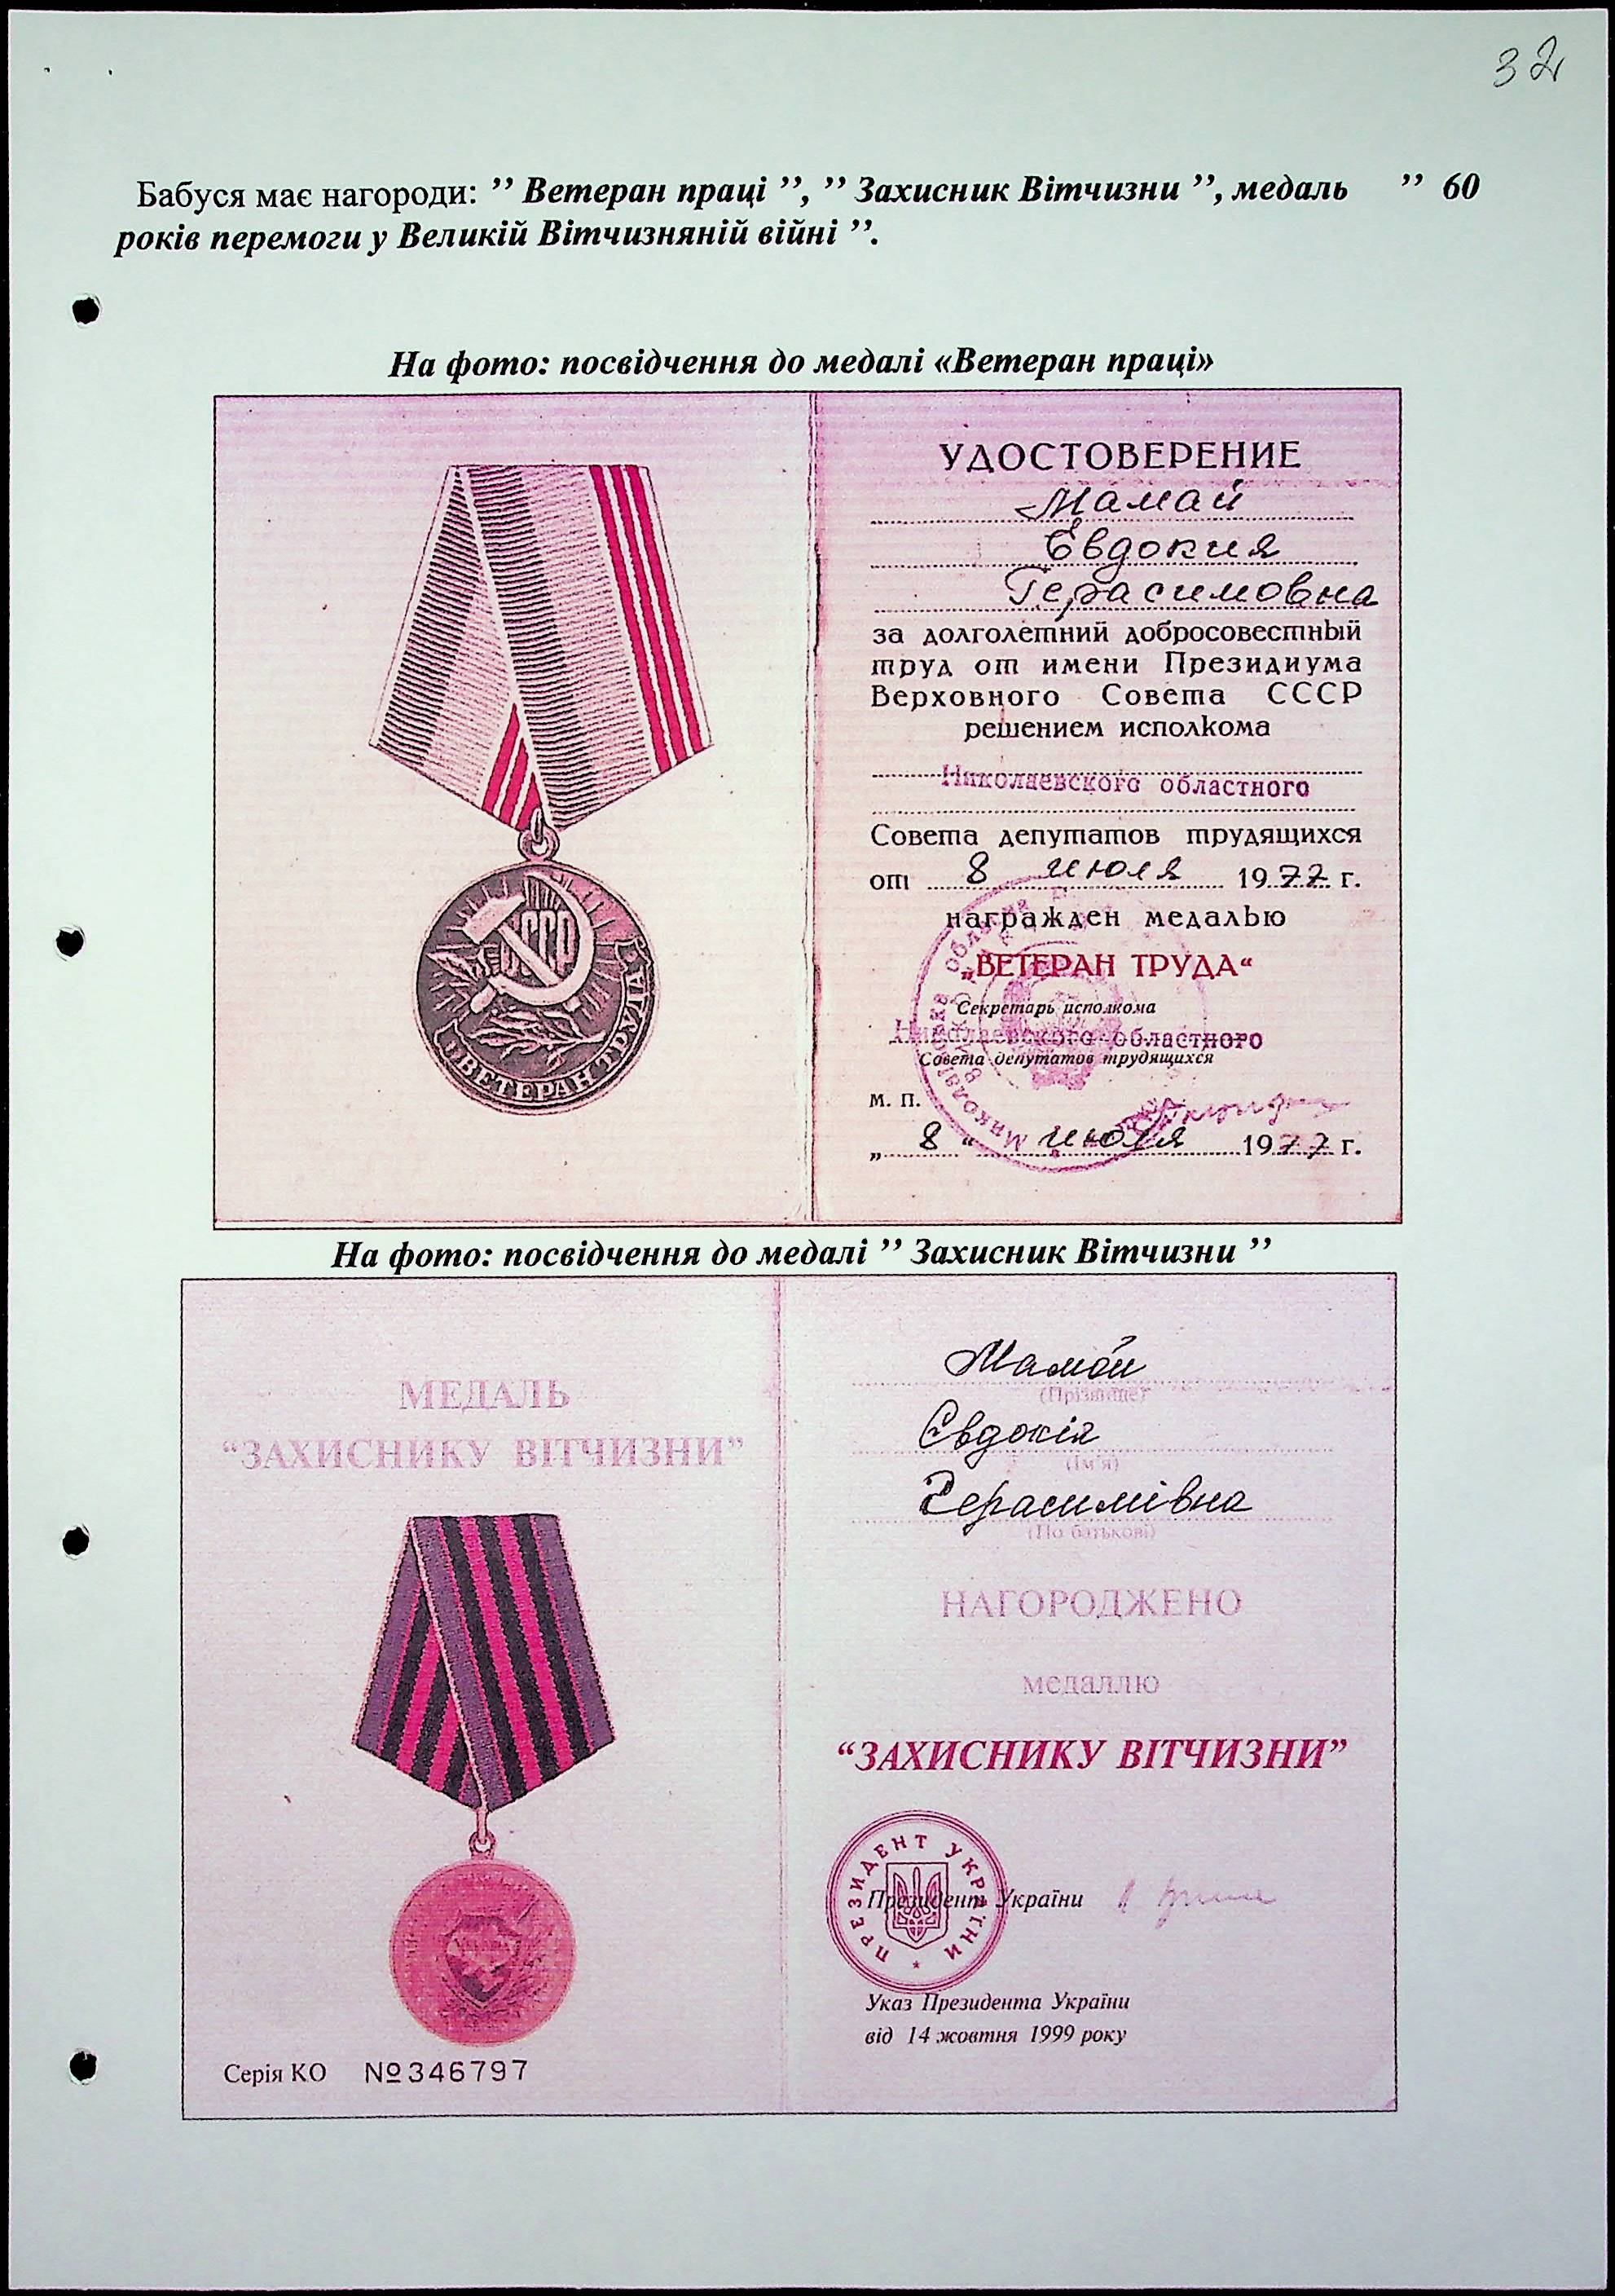 32
Бабуся має нагороди: ” Ветеран праці ”, ” Захисник Вітчизни ”, медаль ” 60
років перемоги у Великій Вітчизняній війні ”.
На фото: посвідчення до медалі «Ветеран праці»
СССР
„ВЕТЕРАН ТРУДА“
УДОСТОВЕРЕНИЕ
Мамай
Евдокия
Герасимовна
за долголетний добросовестный
труд от имени Президиума
Верховного Совета СССР
решением исполкома
Николаевского областного
Совета депутатов трудящихся
от 8 июля 1977 г.
награжден медалью
„ВЕТЕРАН ТРУДА“
Секретарь исполкома
Николаевского областного
Совета депутатов трудящихся
м. п.
„ 8 “ июля 1977 г.
На фото: посвідчення до медалі ” Захисник Вітчизни ”
МЕДАЛЬ
“ЗАХИСНИКУ ВІТЧИЗНИ”
Серія КО №346797
Мамай
(Прізвище)
Євдокія
(Ім'я)
Герасимівна
(По батькові)
НАГОРОДЖЕНО
медаллю
“ЗАХИСНИКУ ВІТЧИЗНИ”
ПРЕЗИДЕНТ УКРАЇНИ
Президент України
Указ Президента України
від 14 жовтня 1999 року